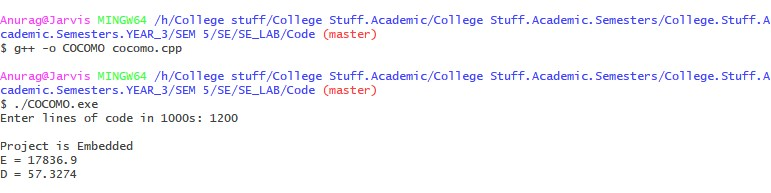 Anurag@Jarvis MINGW64 /h/College stuff/College Stuff.Academic/College Stuff.Academic.Semesters/College.Stuff.A
cademic.Semesters.YEAR_3/SEM 5/SE/SE_LAB/Code (master)
$ g++ -o COCOMO cocomo.cpp
Anurag@Jarvis MINGW64 /h/College stuff/College Stuff.Academic/College Stuff.Academic.Semesters/College.Stuff.A
cademic.Semesters.YEAR_3/SEM 5/SE/SE_LAB/Code (master)
$ ./COCOMO.exe
Enter lines of code in 1000s: 1200
Project is Embedded
E = 17836.9
D = 57.3274